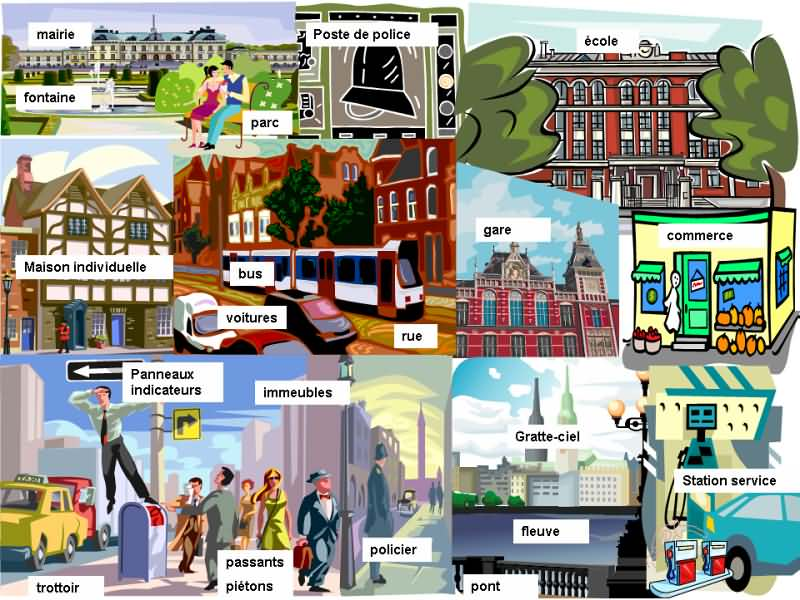 mairie
Poste de police
école
fontaine
parc
gare
commerce
Maison individuelle
bus
voitures
rue
Panneaux
indicateurs
immeubles
Gratte-ciel
Station service
fleuve
policier
passants
piétons
trottoir
pont